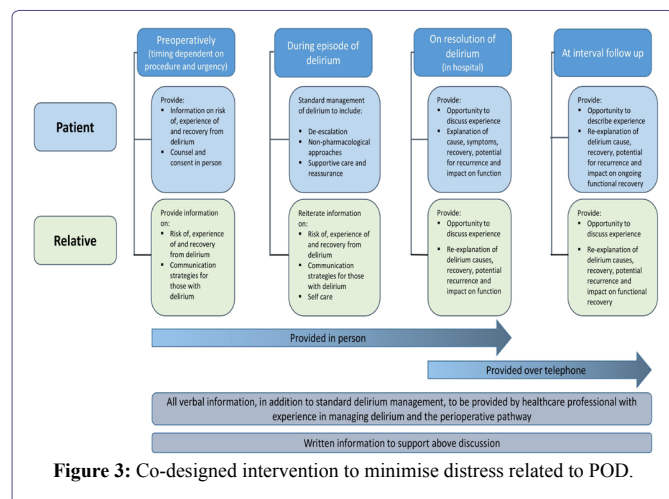 Preoperatively
(timing dependent on
procedure and urgency)
During episode of
delirium
On resolution of
delirium
(in hospital)
At interval follow up
Patient
Provide:
▪ Information on risk
of, experience of
and recovery from
delirium
▪ Counsel and
consent in person
Standard management
of delirium to include:
▪ De-escalation
▪ Non-pharmacological
approaches
▪ Supportive care and
reassurance
Provide:
▪ Opportunity to
discuss experience
▪ Explanation of
cause, symptoms,
recovery, potential
for recurrence and
impact on function
Provide:
▪ Opportunity to
describe experience
▪ Re-explanation of
delirium cause,
recovery, potential
for recurrence and
impact on ongoing
functional recovery
Relative
Provide information
on:
▪ Risk of, experience
of and recovery
from delirium
▪ Communication
strategies for
those with
delirium
Reiterate information
on:
▪ Risk of, experience
of and recovery
from delirium
▪ Communication
strategies for those
with delirium
▪ Self care
Provide:
▪ Opportunity to
discuss experience
▪ Re-explanation of
delirium causes,
recovery, potential
recurrence and
impact on function
Provide:
▪ Opportunity to
discuss experience
▪ Re-explanation of
delirium causes,
recovery, potential
recurrence and
impact on functional
recovery
Provided in person
Provided over telephone
All verbal information, in addition to standard delirium management, to be provided by healthcare professional with
experience in managing delirium and the perioperative pathway
Written information to support above discussion
Figure 3: Co-designed intervention to minimise distress related to POD.